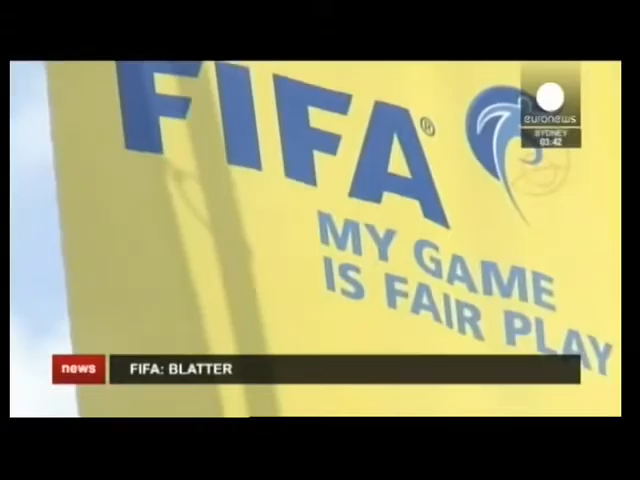 FIFA®
euronews
SYDNEY
03:42
MY GAME
IS FAIR PLAY
news
FIFA: BLATTER